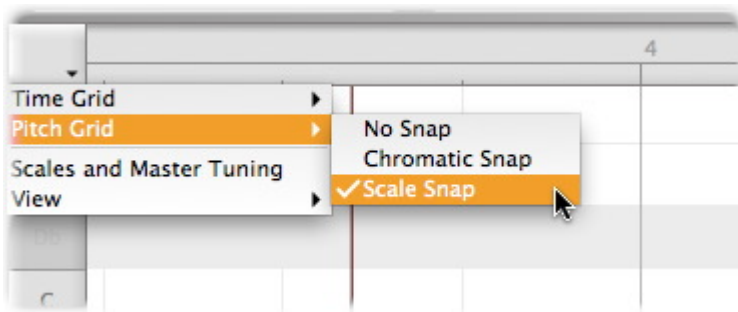 4
Time Grid
Pitch Grid
No Snap
Chromatic Snap
Scales and Master Tuning
View
✓Scale Snap
Db
C